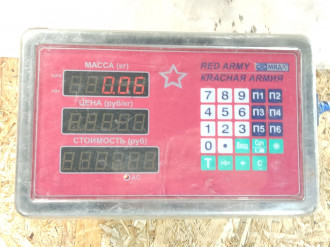 МАССА (кг)
0.06
ЦЕНА (руб/кг)
СТОИМОСТЬ (руб)
AC
RED ARMY
КРАСНАЯ АРМИЯ
7 8 9 П1 П2
4 5 6 П3 П4
1 2 3 П5 П6
0 •
T C